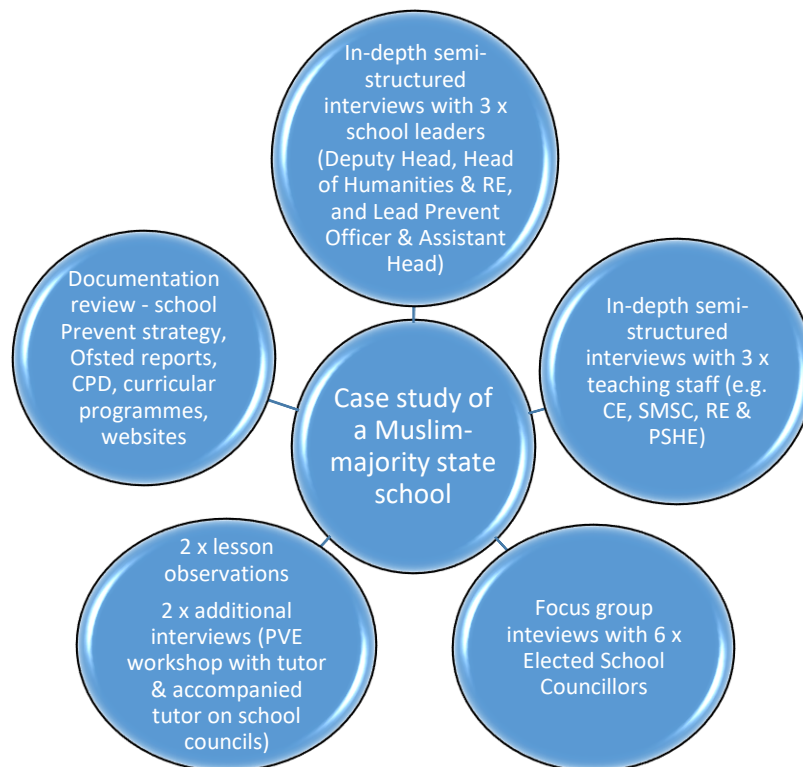 In-depth semi-
structured
interviews with 3 x
school leaders
(Deputy Head, Head
of Humanities & RE,
and Lead Prevent
Officer & Assistant
Head)
Documentation
review - school
Prevent strategy,
Ofsted reports,
CPD, curricular
programmes,
websites
In-depth semi-
structured
interviews with 3 x
teaching staff (e.g.
CE, SMSC, RE &
PSHE)
Case study of
a Muslim-
majority state
school
2 x lesson
observations
2 x additional
interviews (PVE
workshop with tutor
& accompanied
tutor on school
councils)
Focus group
inteviews with 6 x
Elected School
Councillors